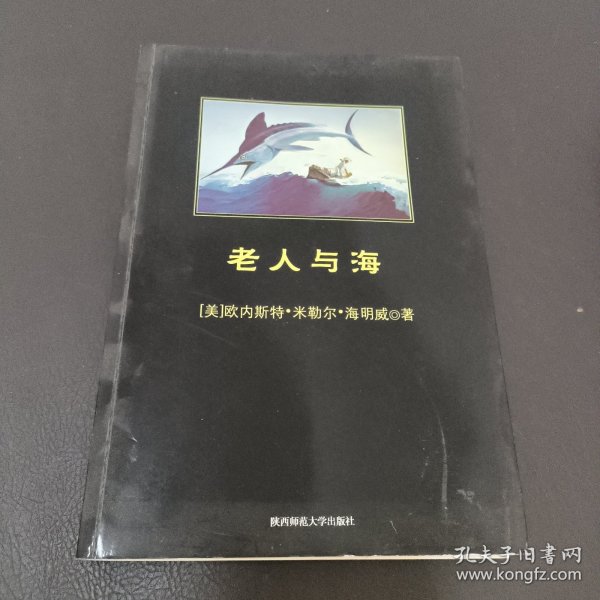 老人与海
[美]欧内斯特•米勒尔•海明威◎著
陕西师范大学出版社
孔夫子旧书网
www.kongfz.com